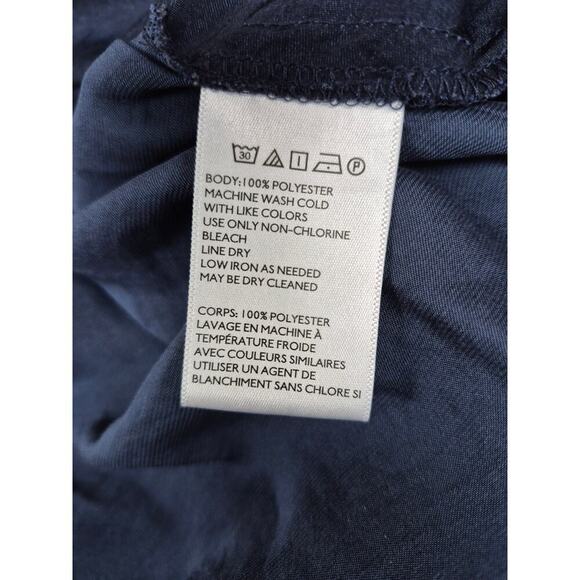 30 P
BODY:100% POLYESTER
MACHINE WASH COLD
WITH LIKE COLORS
USE ONLY NON-CHLORINE
BLEACH
LINE DRY
LOW IRON AS NEEDED
MAY BE DRY CLEANED
CORPS: 100% POLYESTER
LAVAGE EN MACHINE À
TEMPÉRATURE FROIDE
AVEC COULEURS SIMILAIRES
UTILISER UN AGENT DE
BLANCHIMENT SANS CHLORE SI